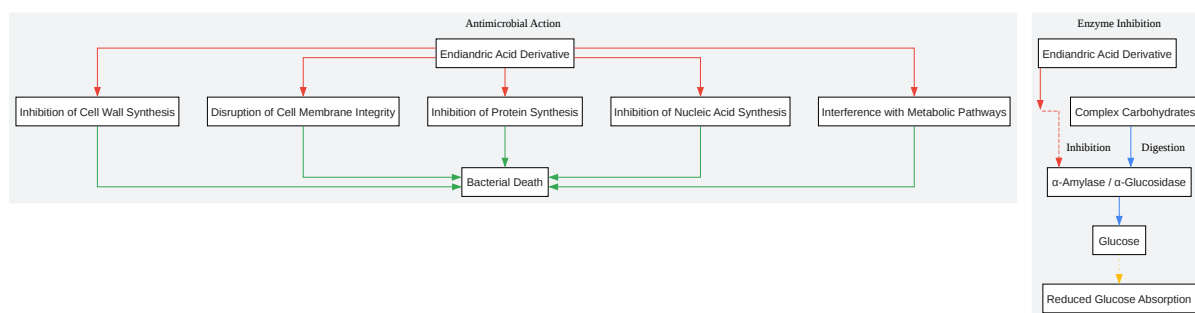 Antimicrobial Action
Endiandric Acid Derivative
Inhibition of Cell Wall Synthesis
Disruption of Cell Membrane Integrity
Inhibition of Protein Synthesis
Inhibition of Nucleic Acid Synthesis
Interference with Metabolic Pathways
Bacterial Death
Enzyme Inhibition
Endiandric Acid Derivative
Complex Carbohydrates
Inhibition
Digestion
α-Amylase / α-Glucosidase
Glucose
Reduced Glucose Absorption